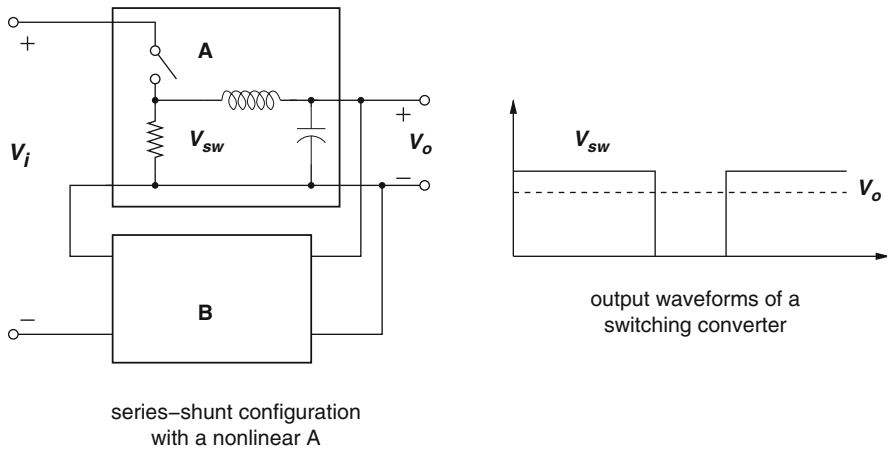 +
A
V_i
V_sw
+
V_o
−
B
−
series−shunt configuration
with a nonlinear A
V_sw
V_o
output waveforms of a
switching converter